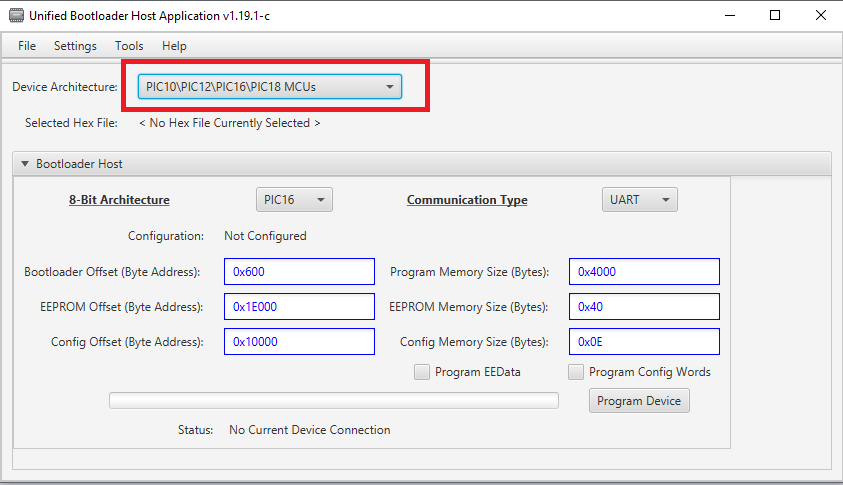 Unified Bootloader Host Application v1.19.1-c
File Settings Tools Help
Device Architecture: PIC10\PIC12\PIC16\PIC18 MCUs
Selected Hex File: < No Hex File Currently Selected >
Bootloader Host
8-Bit Architecture PIC16 Communication Type UART
Configuration: Not Configured
Bootloader Offset (Byte Address): 0x600 Program Memory Size (Bytes): 0x4000
EEPROM Offset (Byte Address): 0x1E000 EEPROM Memory Size (Bytes): 0x40
Config Offset (Byte Address): 0x10000 Config Memory Size (Bytes): 0x0E
Program EEData Program Config Words
Program Device
Status: No Current Device Connection